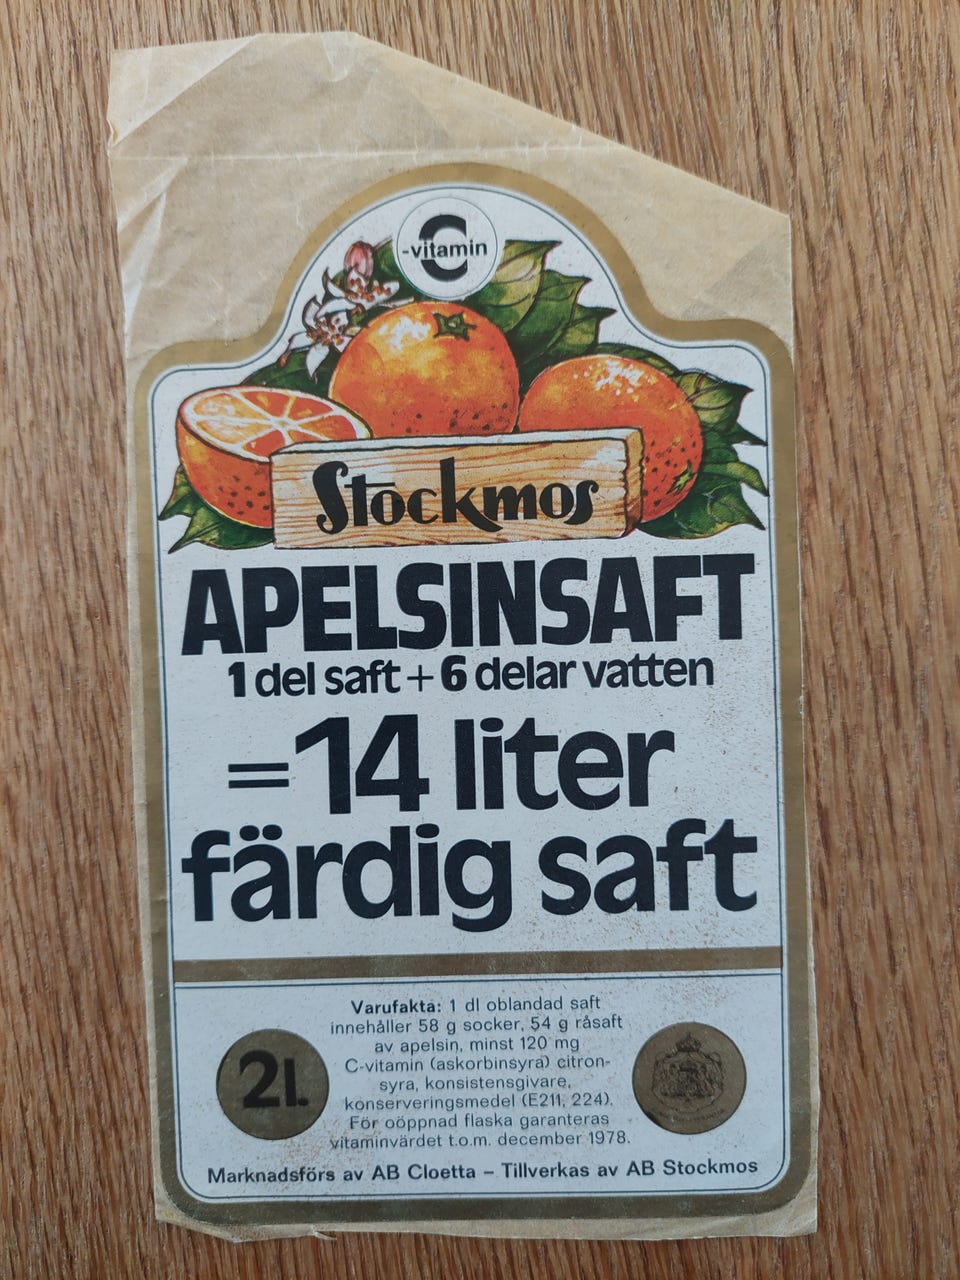 C
-vitamin
Stockmos
APELSINSAFT
1 del saft + 6 delar vatten
= 14 liter
färdig saft
Varufakta: 1 dl oblandad saft
innehåller 58 g socker, 54 g råsaft
av apelsin, minst 120 mg
C-vitamin (askorbinsyra) citron-
syra, konsistensgivare,
konserveringsmedel (E211, 224).
För oöppnad flaska garanteras
vitaminvärdet t.o.m. december 1978.
2l.
Marknadsförs av AB Cloetta – Tillverkas av AB Stockmos